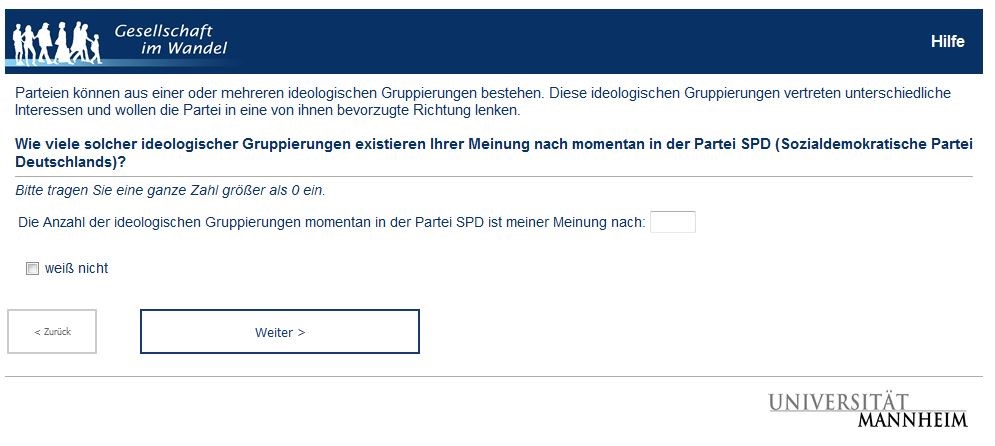 Gesellschaft
im Wandel
Hilfe
Parteien können aus einer oder mehreren ideologischen Gruppierungen bestehen. Diese ideologischen Gruppierungen vertreten unterschiedliche
Interessen und wollen die Partei in eine von ihnen bevorzugte Richtung lenken.
Wie viele solcher ideologischer Gruppierungen existieren Ihrer Meinung nach momentan in der Partei SPD (Sozialdemokratische Partei
Deutschlands)?
Bitte tragen Sie eine ganze Zahl größer als 0 ein.
Die Anzahl der ideologischen Gruppierungen momentan in der Partei SPD ist meiner Meinung nach:
weiß nicht
< Zurück
Weiter >
UNIVERSITÄT
MANNHEIM